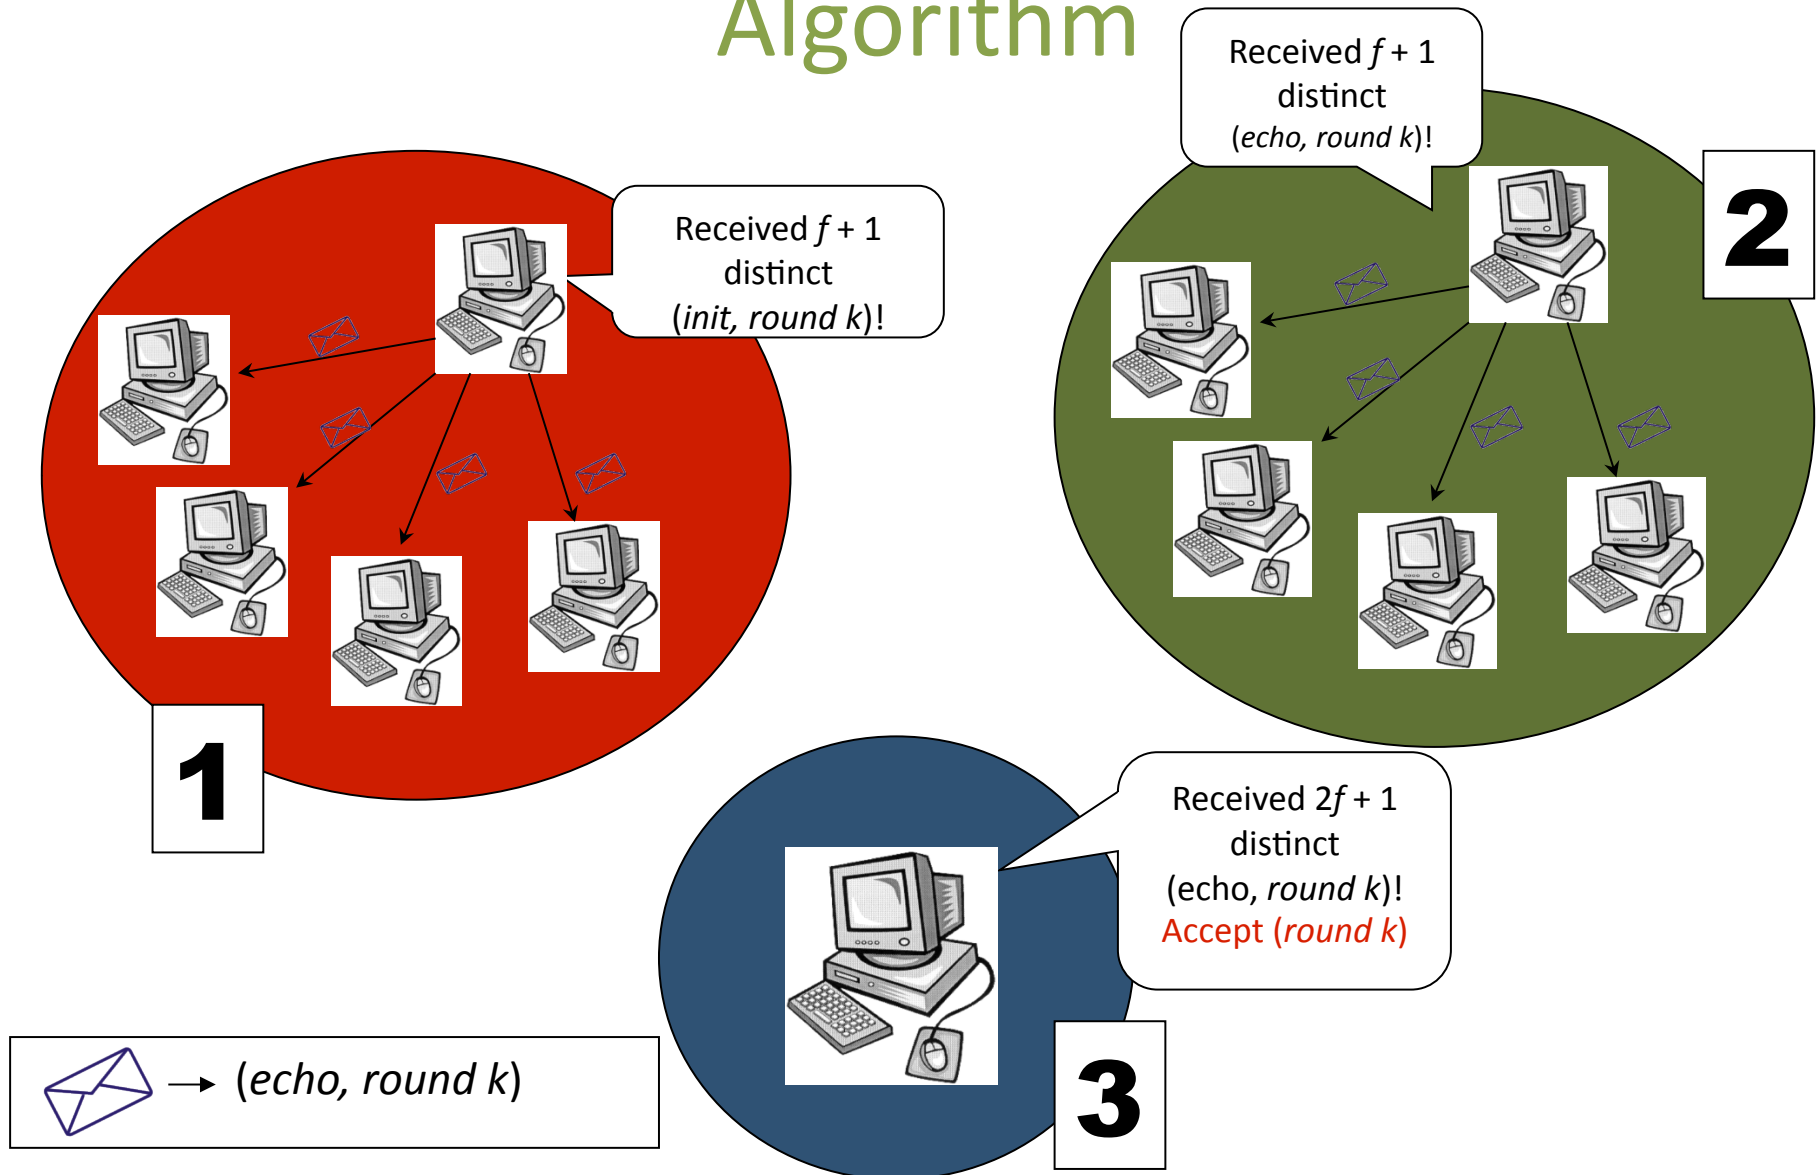 Algorithm
Received f + 1
distinct
(echo, round k)!
2
Received f + 1
distinct
(init, round k)!
1
Received 2f + 1
distinct
(echo, round k)!
Accept (round k)
3
(echo, round k)